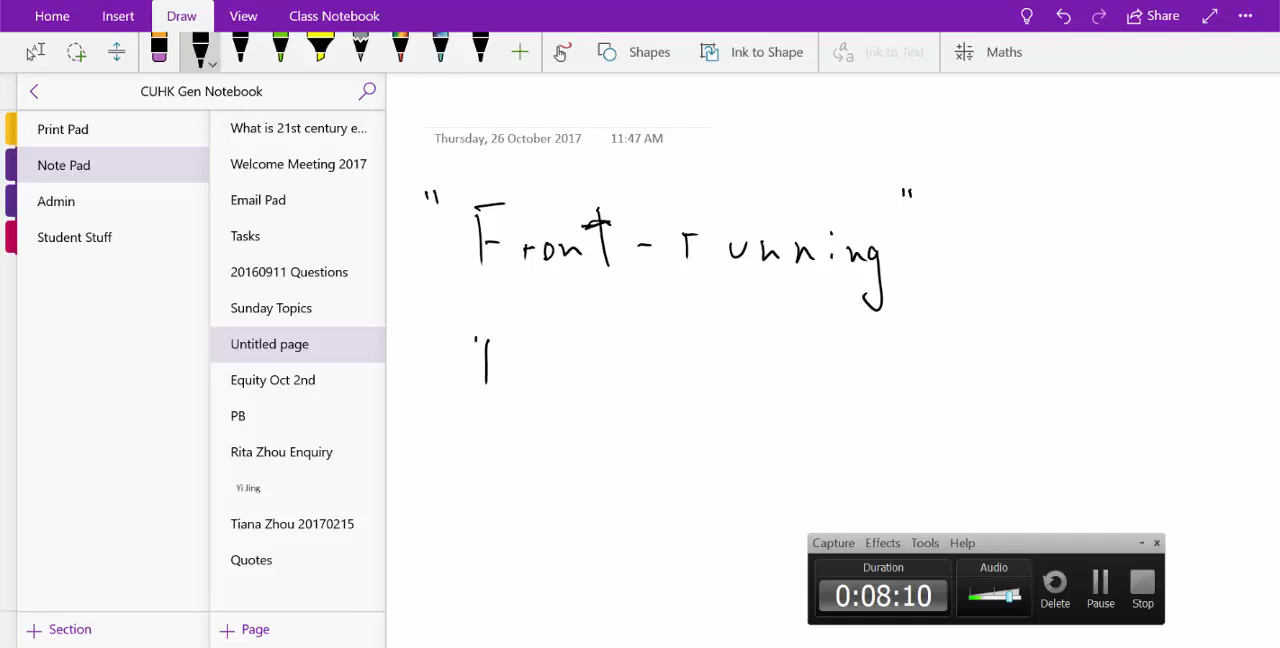 Home Insert Draw View Class Notebook Share
Ink to Shape Ink to Text Maths Shapes
CUHK Gen Notebook
Print Pad
Note Pad
Admin
Student Stuff
+ Section
What is 21st century e...
Welcome Meeting 2017
Email Pad
Tasks
20160911 Questions
Sunday Topics
Untitled page
Equity Oct 2nd
PB
Rita Zhou Enquiry
Yi Jing
Tiana Zhou 20170215
Quotes
+ Page
Thursday, 26 October 2017 11:47 AM
"Front-running"
Capture Effects Tools Help
Duration Audio
0:08:10
Delete Pause Stop